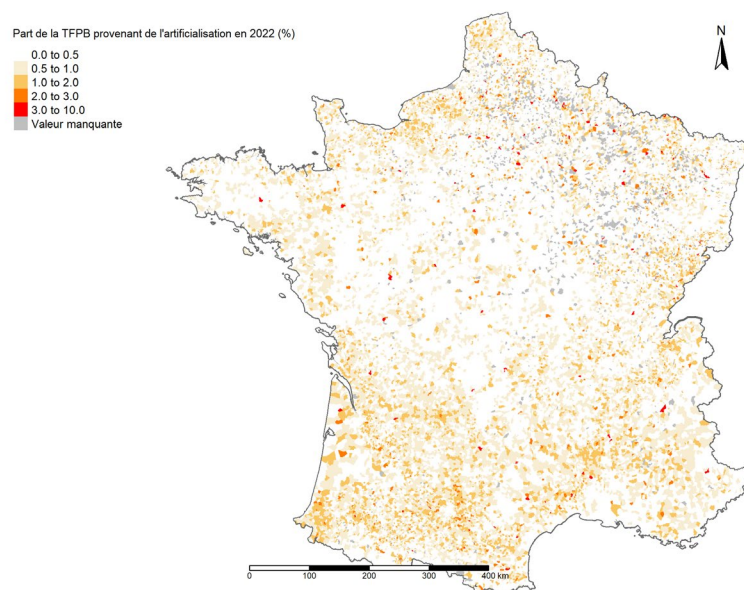 Part de la TFPB provenant de l'artificialisation en 2022 (%)
N
0.0 to 0.5
0.5 to 1.0
1.0 to 2.0
2.0 to 3.0
3.0 to 10.0
Valeur manquante
0 100 200 300 400 km